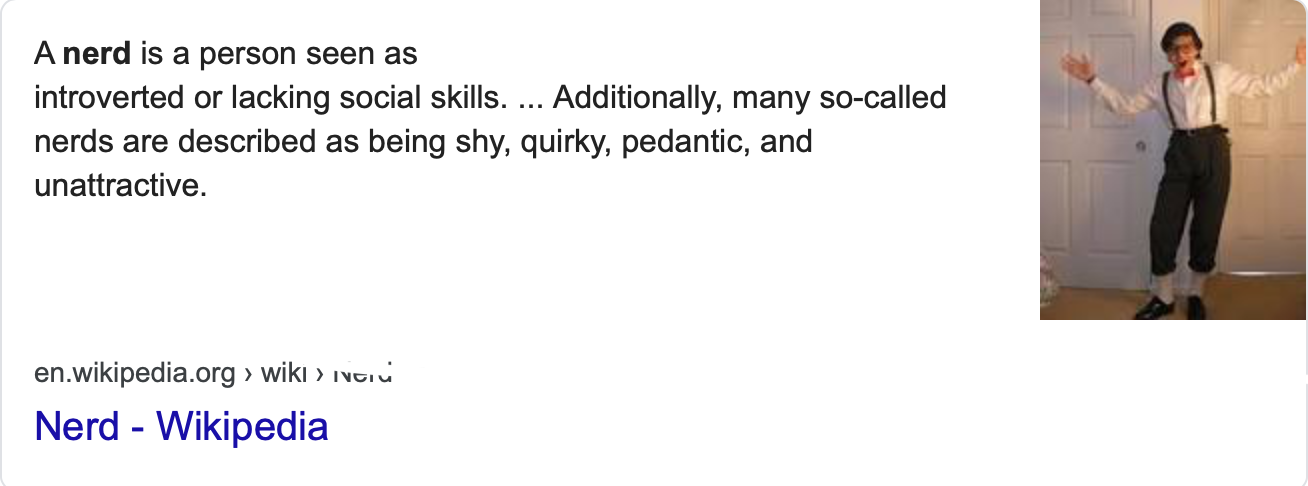 A nerd is a person seen as
introverted or lacking social skills. ... Additionally, many so-called
nerds are described as being shy, quirky, pedantic, and
unattractive.
en.wikipedia.org › wiki › Nerd
Nerd - Wikipedia